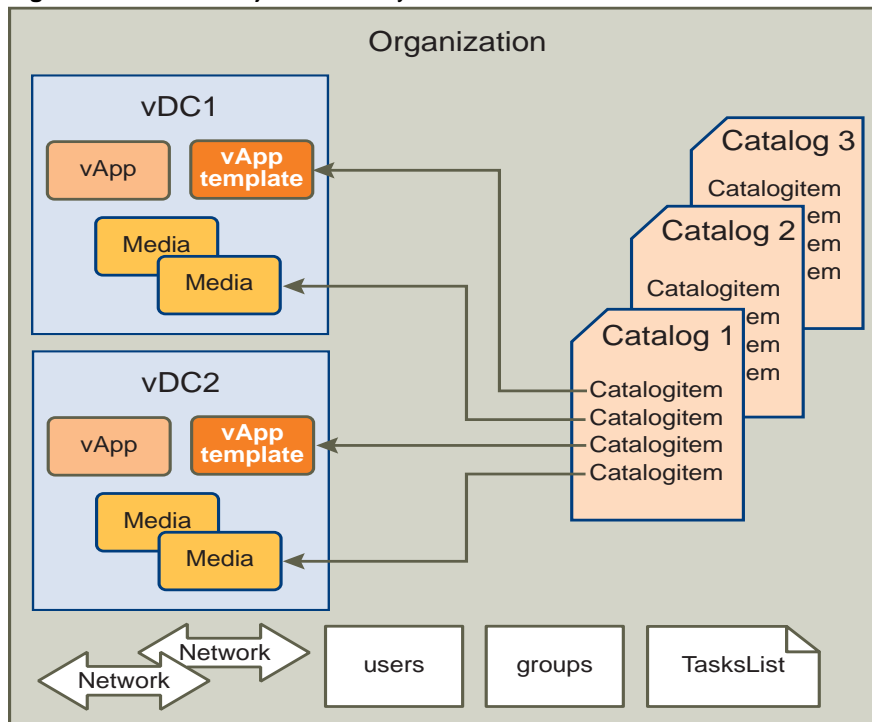 Organization
vDC1
vApp
vApp
template
Media
Media
vDC2
vApp
vApp
template
Media
Media
Catalog 3
Catalogitem
em
em
em
Catalog 2
Catalogitem
em
em
em
Catalog 1
Catalogitem
Catalogitem
Catalogitem
Catalogitem
Network
Network
users
groups
TasksList